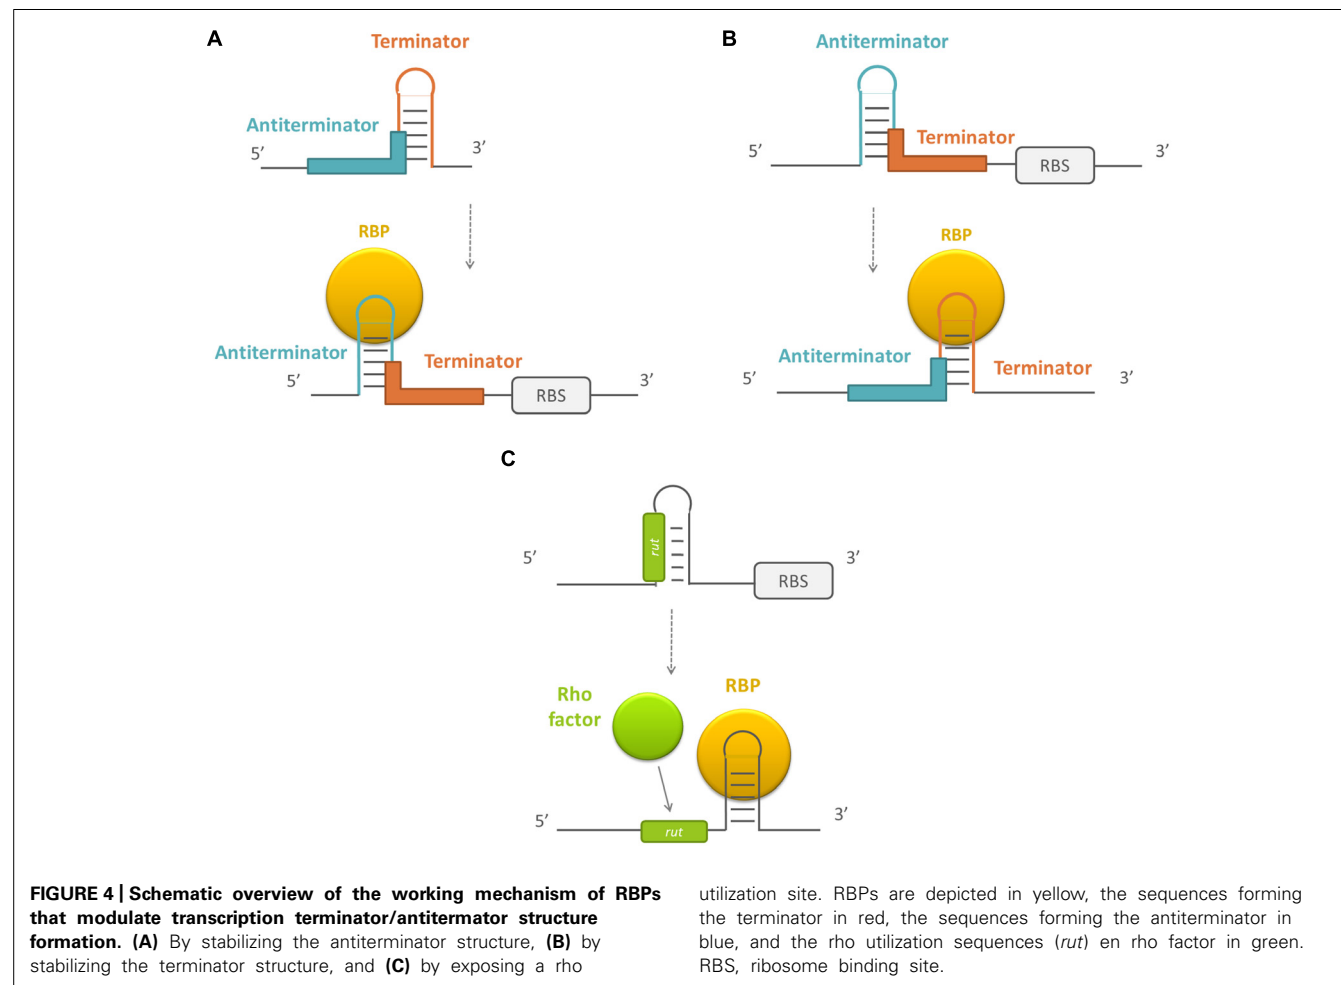 A
Terminator
Antiterminator
5′
3′
RBP
Antiterminator
Terminator
5′
RBS
3′
B
Antiterminator
Terminator
5′
RBS
3′
RBP
Antiterminator
Terminator
5′
3′
C
rut
5′
RBS
3′
Rho
factor
RBP
5′
rut
3′
FIGURE 4 | Schematic overview of the working mechanism of RBPs
that modulate transcription terminator/antitermator structure
formation. (A) By stabilizing the antiterminator structure, (B) by
stabilizing the terminator structure, and (C) by exposing a rho
utilization site. RBPs are depicted in yellow, the sequences forming
the terminator in red, the sequences forming the antiterminator in
blue, and the rho utilization sequences (rut) en rho factor in green.
RBS, ribosome binding site.